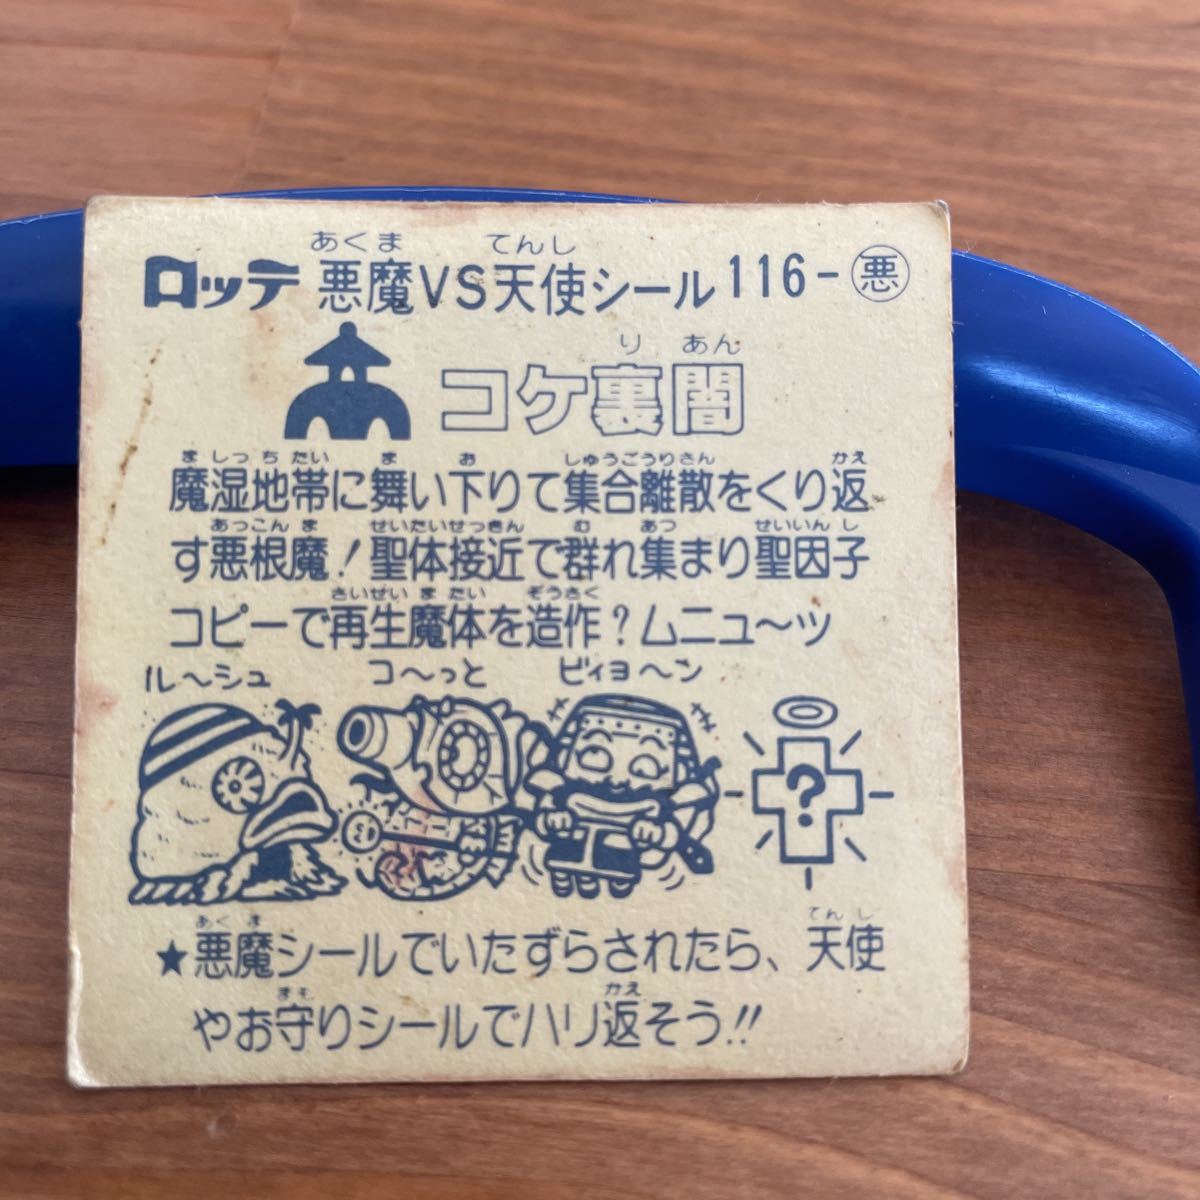 あくま てんし
ロッテ 悪魔VS天使シール 116-悪
り あん
コケ裏闇
ま しっ ち たい ま お しゅうごうりさん かえ
魔湿地帯に舞い下りて集合離散をくり返
あっこん ま せいたいせっきん む あつ せいいん し
す悪根魔！聖体接近で群れ集まり聖因子
さいせい ま たい ぞうさく
コピーで再生魔体を造作？ムニュ〜ッ
ル〜シュ コ〜っと ビィヨ〜ン
?
あく ま てん し
★悪魔シールでいたずらされたら、天使
まも かえ
やお守りシールでハリ返そう!!